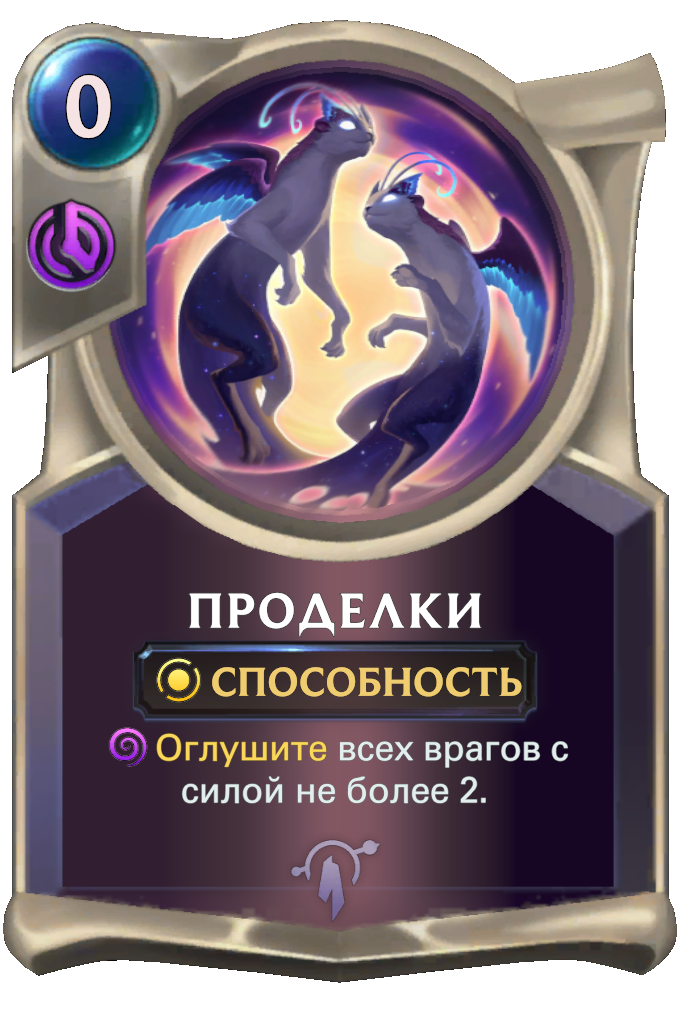 0
ПРОДЕЛКИ
СПОСОБНОСТЬ
Оглушите всех врагов с
силой не более 2.